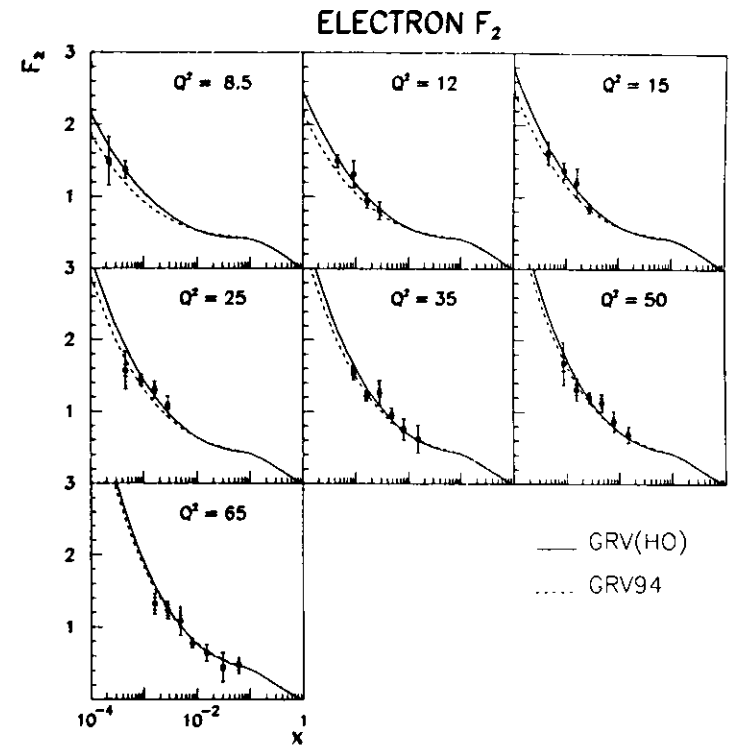 ELECTRON F₂
F₂
3
Q² = 8.5
Q² = 12
Q² = 15
2
1
3
Q² = 25
Q² = 35
Q² = 50
2
1
3
Q² = 65
2
1
GRV(HO)
GRV94
10⁻⁴
10⁻²
1
X